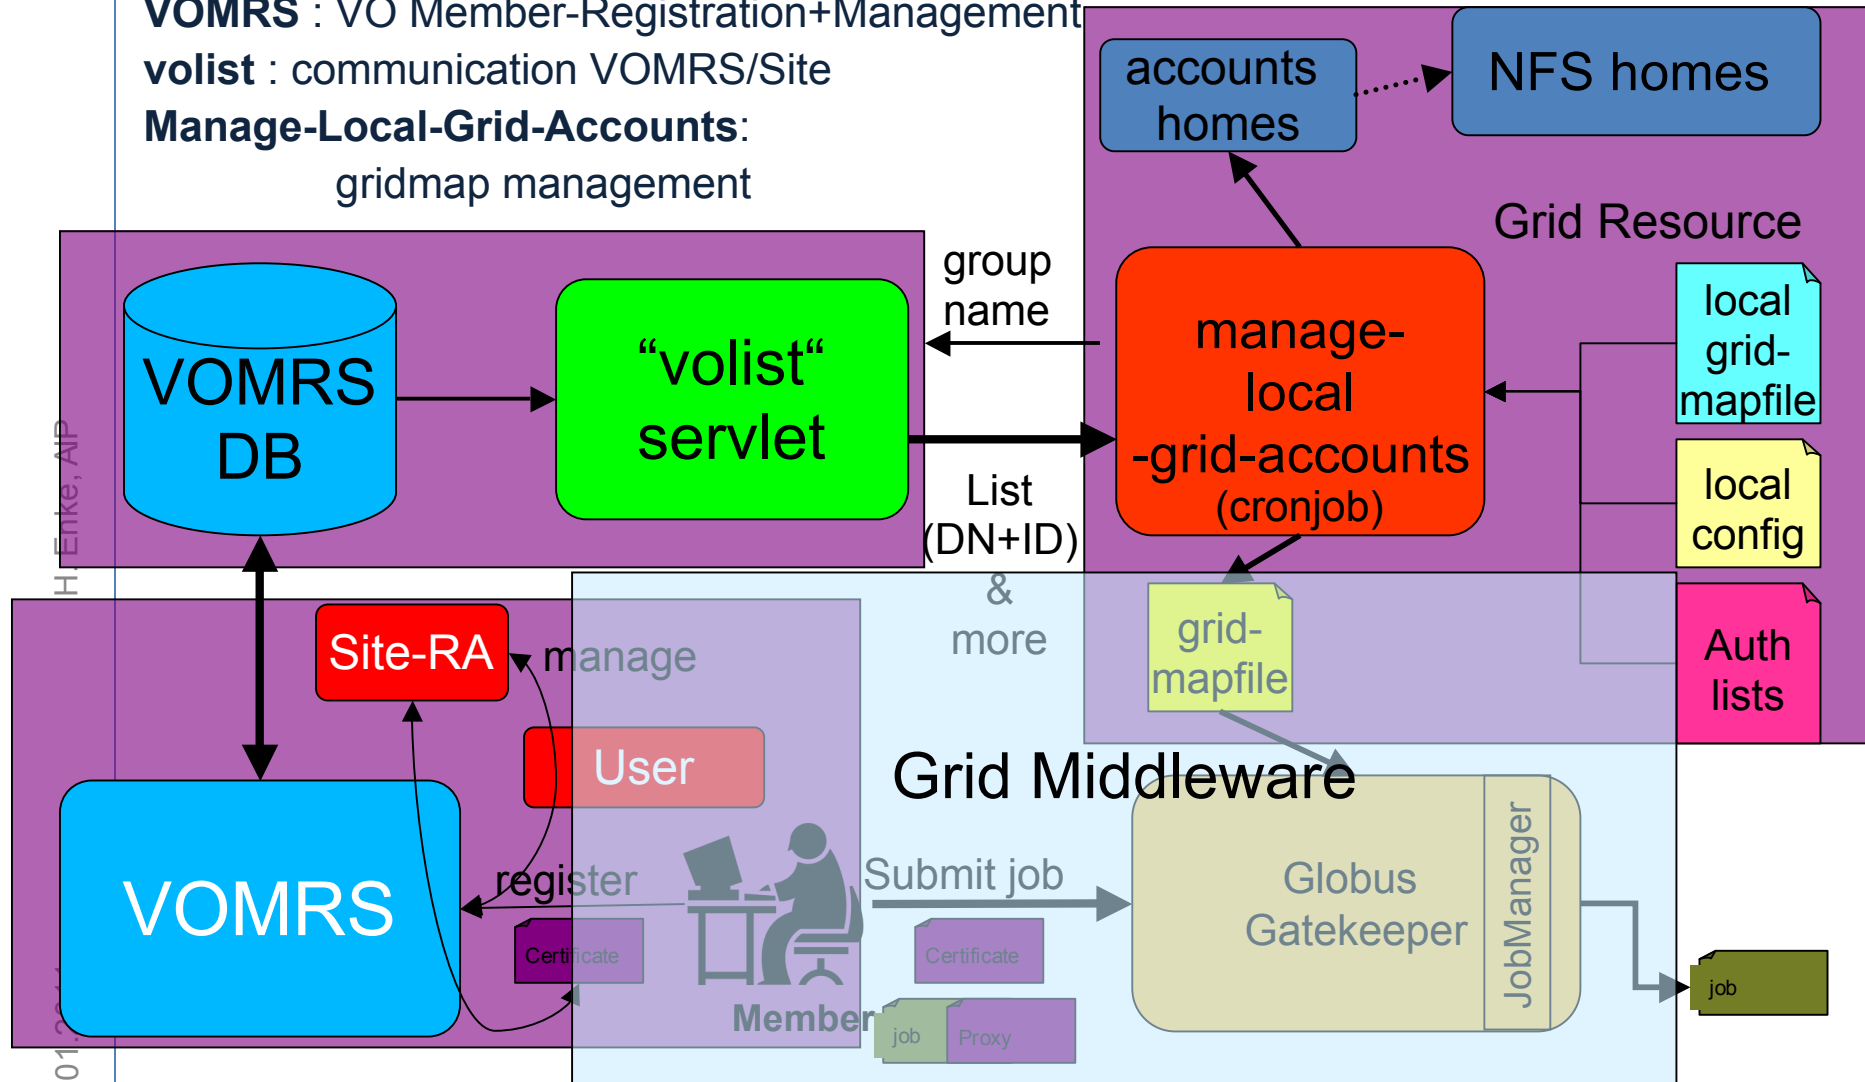 VOMRS : VO Member-Registration+Management
volist : communication VOMRS/Site
Manage-Local-Grid-Accounts:
gridmap management
accounts
homes
NFS homes
Grid Resource
group
name
VOMRS
DB
“volist“
servlet
manage-
local
-grid-accounts
(cronjob)
local
grid-
mapfile
local
config
Auth
lists
List
(DN+ID)
&
more
grid-
mapfile
Site-RA
manage
User
Grid Middleware
VOMRS
register
Certificate
Member
Submit job
Certificate
job
Proxy
Globus
Gatekeeper
JobManager
job
H. Enke, AIP